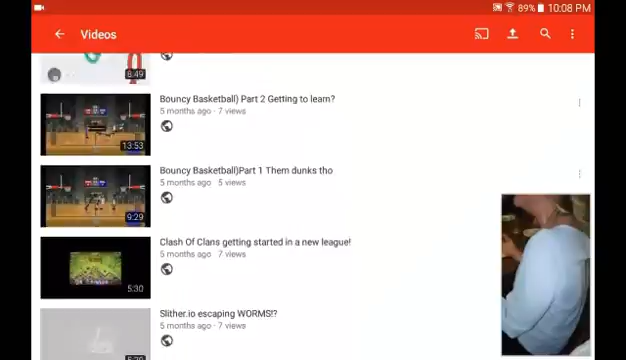 89% 10:08 PM
Videos
8:49
Bouncy Basketball) Part 2 Getting to learn?
5 months ago · 7 views
13:53
Bouncy Basketball)Part 1 Them dunks tho
5 months ago · 5 views
9:29
Clash Of Clans getting started in a new league!
5 months ago · 7 views
5:30
Slither.io escaping WORMS!?
5 months ago · 7 views